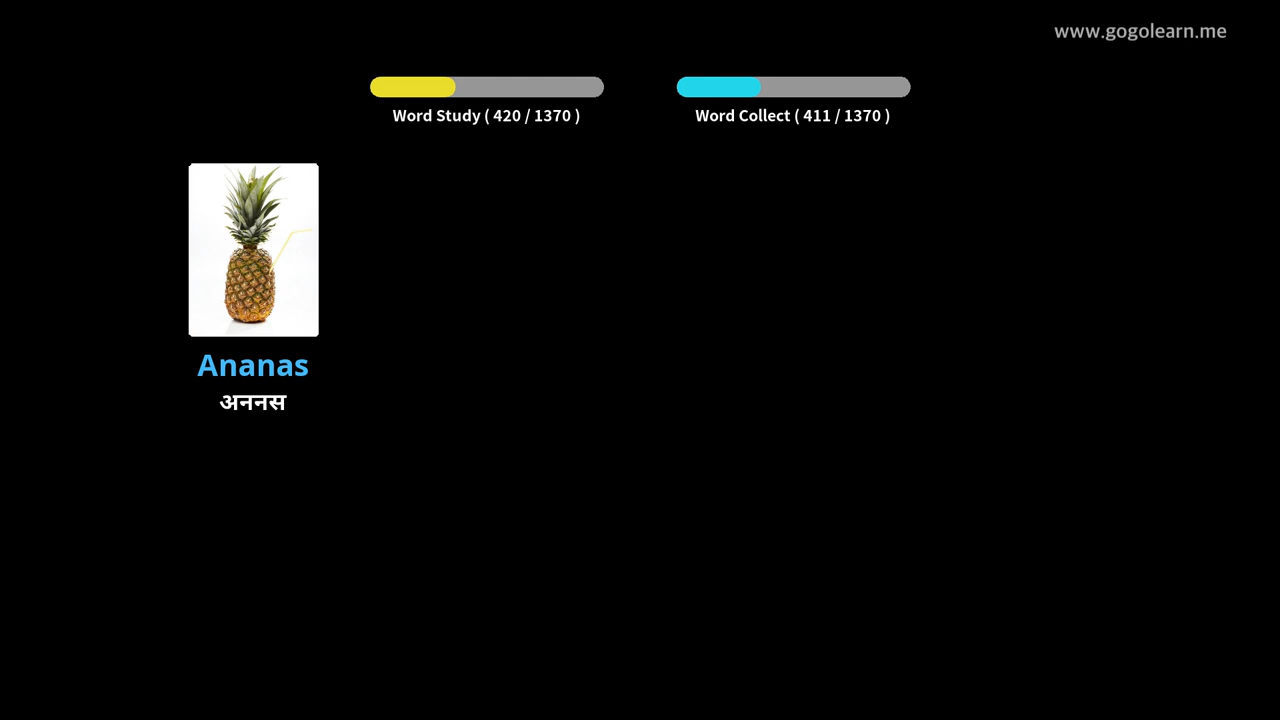 www.gogolearn.me
Word Study ( 420 / 1370 )
Word Collect ( 411 / 1370 )
Ananas
अननस